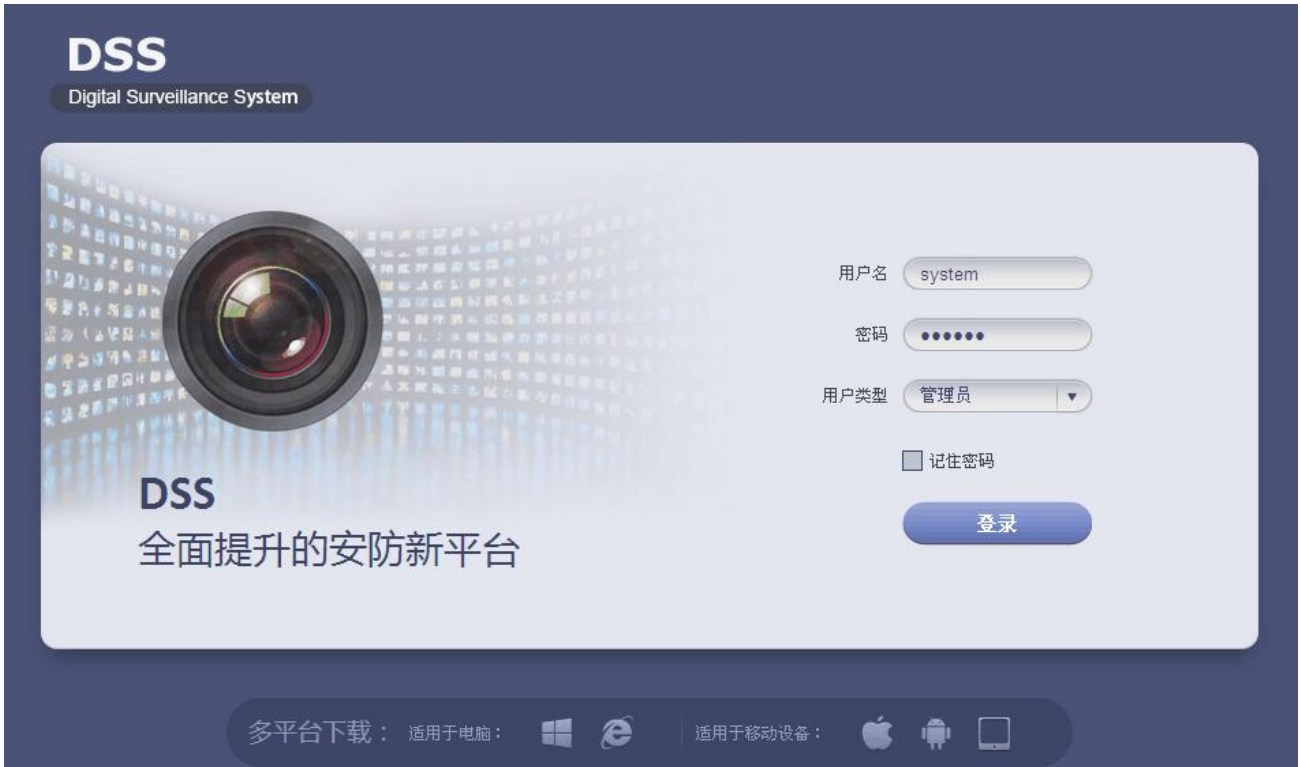 DSS
Digital Surveillance System
用户名 system
密码 ••••••
用户类型 管理员
记住密码
登录
DSS
全面提升的安防新平台
多平台下载： 适用于电脑： 适用于移动设备：